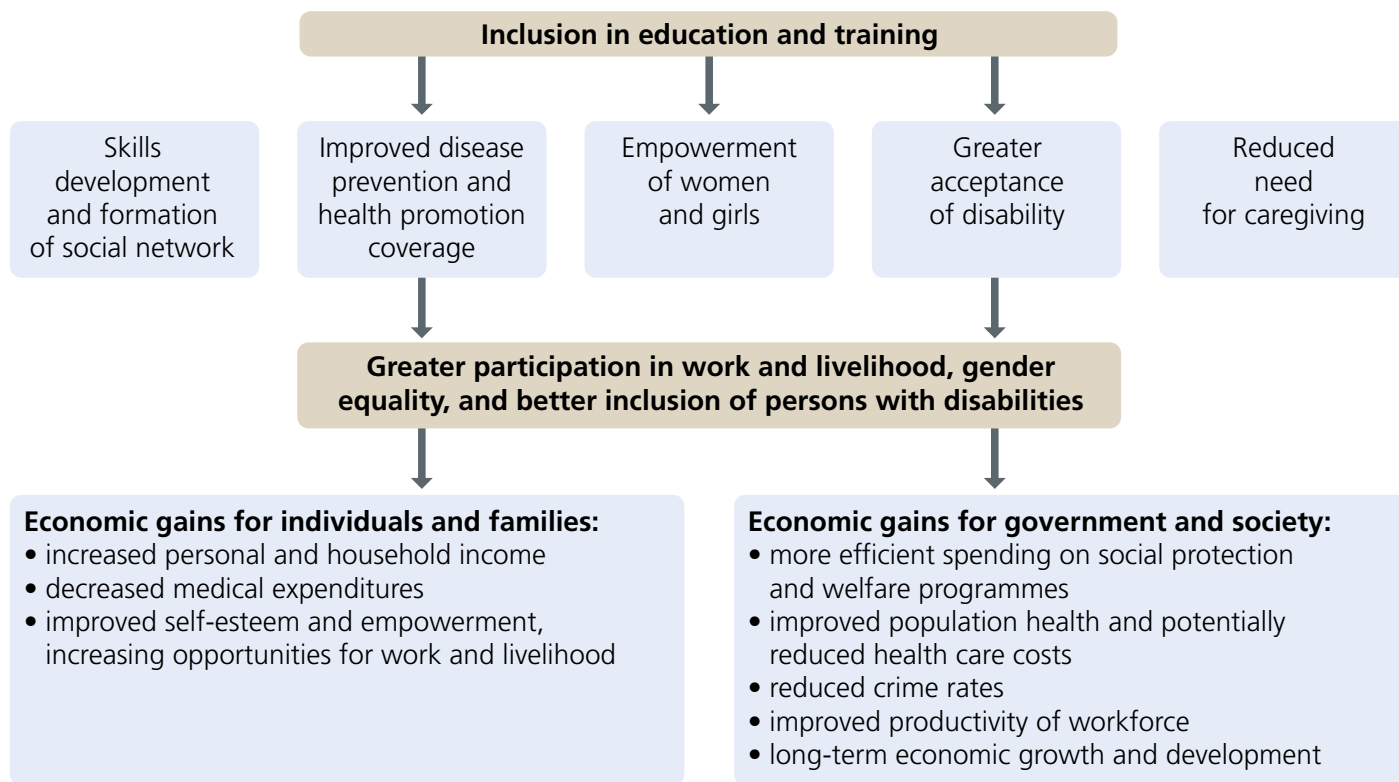 Inclusion in education and training
Skills
development
and formation
of social network
Improved disease
prevention and
health promotion
coverage
Empowerment
of women
and girls
Greater
acceptance
of disability
Reduced
need
for caregiving
Greater participation in work and livelihood, gender
equality, and better inclusion of persons with disabilities
Economic gains for individuals and families:
• increased personal and household income
• decreased medical expenditures
• improved self-esteem and empowerment,
increasing opportunities for work and livelihood
Economic gains for government and society:
• more efficient spending on social protection
and welfare programmes
• improved population health and potentially
reduced health care costs
• reduced crime rates
• improved productivity of workforce
• long-term economic growth and development